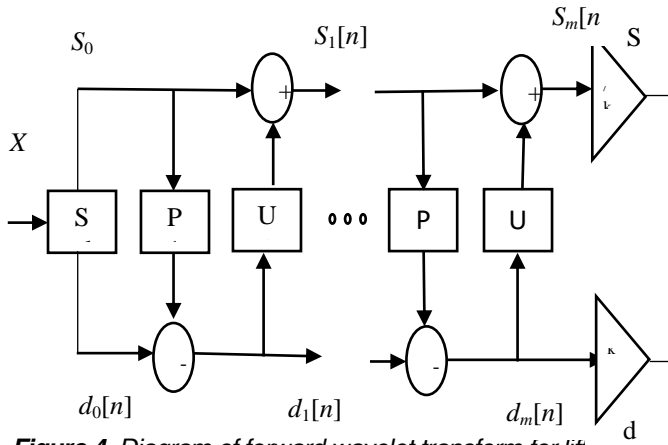 S₀ S₁[n] Sₘ[n S
+ +
X
S P U P U
- -
d₀[n] d₁[n] dₘ[n] d
Figure 4. Diagram of forward wavelet transform for lift